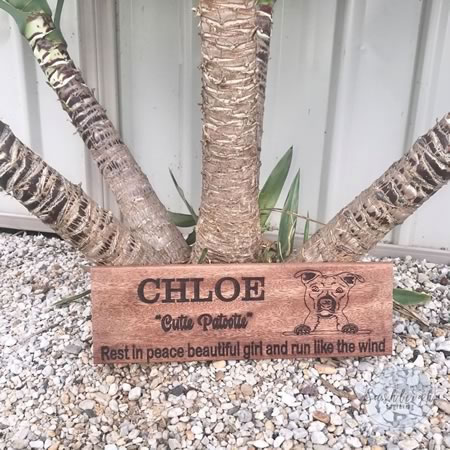 CHLOE
"Cutie Patootie"
Rest in peace beautiful girl and run like the wind